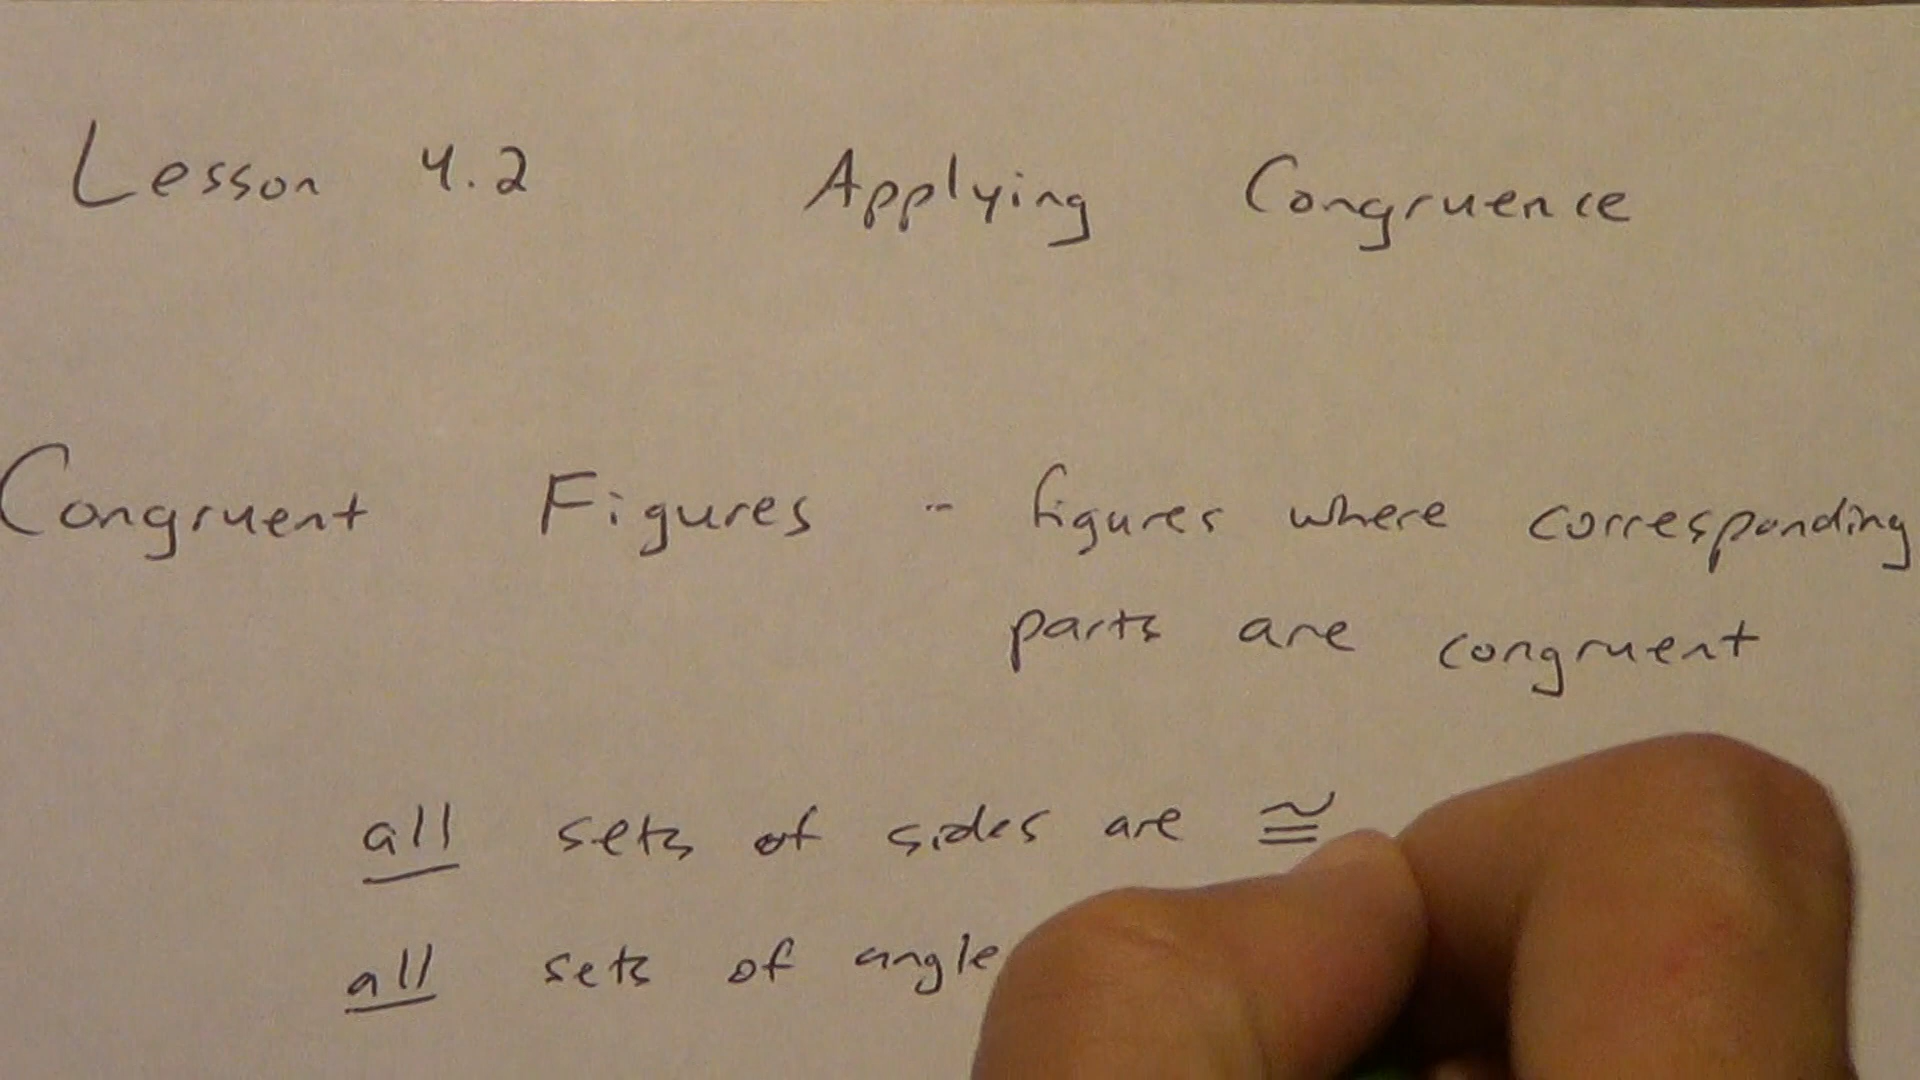 Lesson 4.2 Applying Congruence
Congruent Figures - figures where corresponding
parts are congruent
all sets of sides are ≅
all sets of angle